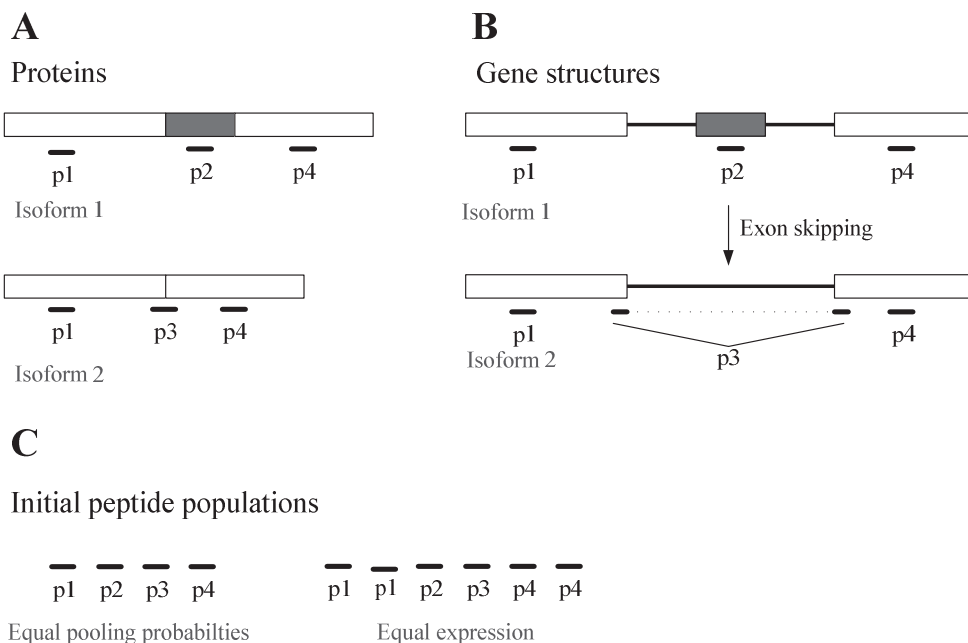 A
Proteins
p1 p2 p4
Isoform 1
p1 p3 p4
Isoform 2
B
Gene structures
p1 p2 p4
Isoform 1
Exon skipping
p1 p4
Isoform 2
p3
C
Initial peptide populations
p1 p2 p3 p4
Equal pooling probabilties
p1 p1 p2 p3 p4 p4
Equal expression